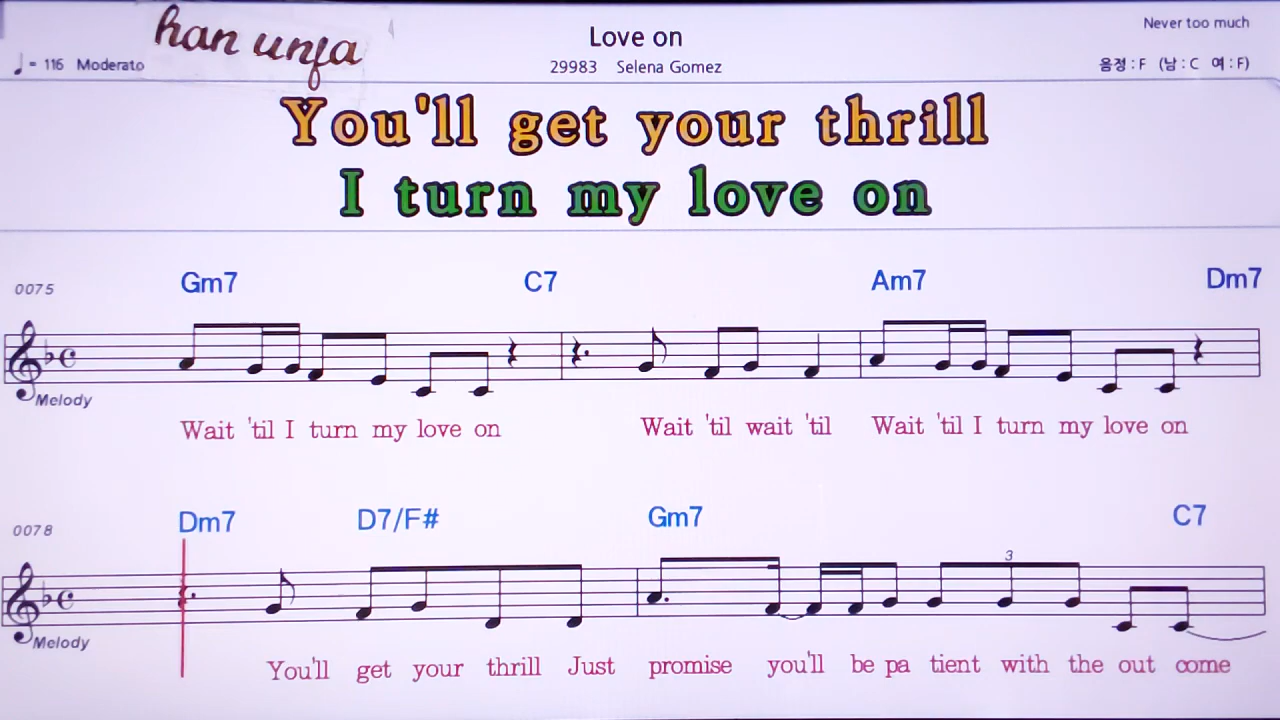 Never too much
han unfa
Love on
♩= 116 Moderato
29983 Selena Gomez
음정 : F (남 : C 여 : F)
You'll get your thrill
I turn my love on
0075 Gm7 C7 Am7 Dm7
Melody
Wait 'til I turn my love on Wait 'til wait 'til Wait 'til I turn my love on
0078 Dm7 D7/F# Gm7 C7
3
Melody
You'll get your thrill Just promise you'll be pa tient with the out come